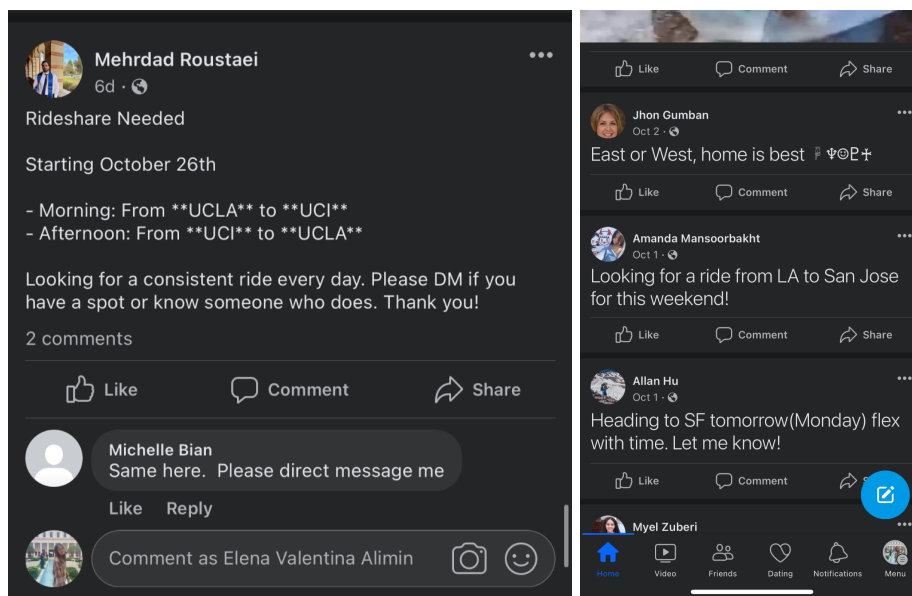 Mehrdad Roustaei
6d ·
Rideshare Needed
Starting October 26th
- Morning: From **UCLA** to **UCI**
- Afternoon: From **UCI** to **UCLA**
Looking for a consistent ride every day. Please DM if you
have a spot or know someone who does. Thank you!
2 comments
Like Comment Share
Michelle Bian
Same here. Please direct message me
Like Reply
Comment as Elena Valentina Alimin
Like Comment Share
Jhon Gumban
Oct 2 ·
East or West, home is best
Like Comment Share
Amanda Mansoorbakht
Oct 1 ·
Looking for a ride from LA to San Jose
for this weekend!
Like Comment Share
Allan Hu
Oct 1 ·
Heading to SF tomorrow(Monday) flex
with time. Let me know!
Like Comment
Myel Zuberi
Home Video Friends Dating Notifications Menu